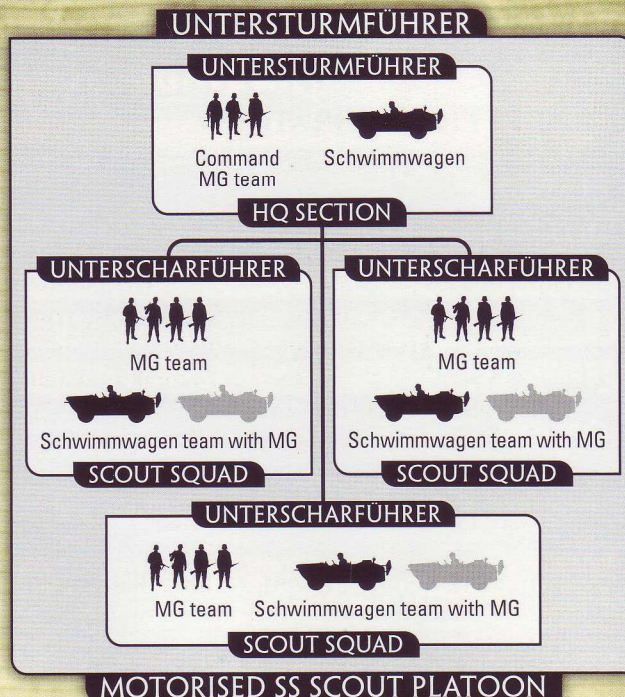 UNTERSTURMFÜHRER
UNTERSTURMFÜHRER
Command
MG team
Schwimmwagen
HQ SECTION
UNTERSCHARFÜHRER
MG team
Schwimmwagen team with MG
SCOUT SQUAD
UNTERSCHARFÜHRER
MG team
Schwimmwagen team with MG
SCOUT SQUAD
UNTERSCHARFÜHRER
MG team
Schwimmwagen team with MG
SCOUT SQUAD
MOTORISED SS SCOUT PLATOON